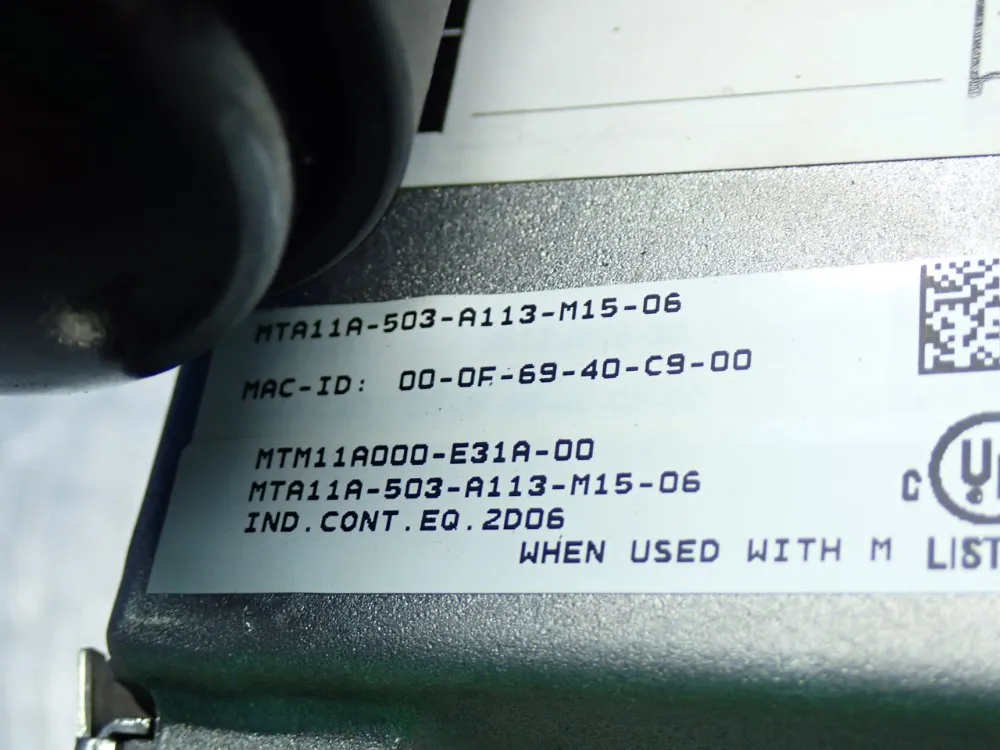 MTA11A-503-A113-M15-06
MAC-ID: 00-0F-69-40-C9-00
MTM11A000-E31A-00
MTA11A-503-A113-M15-06
IND.CONT.EQ.2D06
WHEN USED WITH M
C